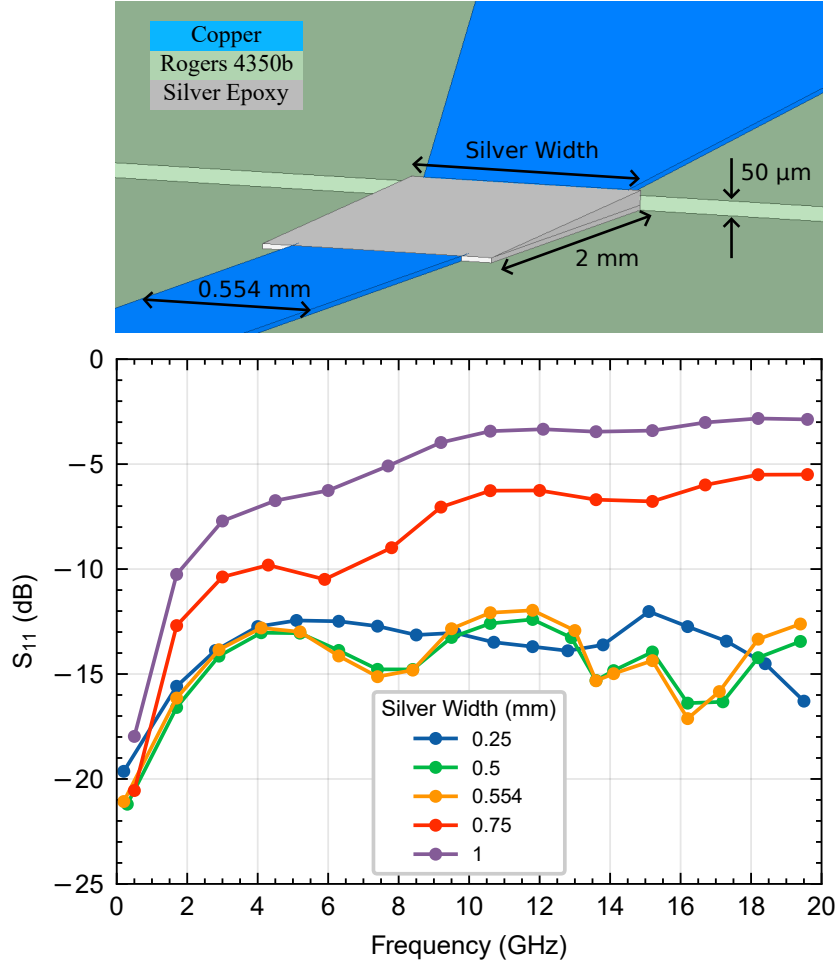 Copper
Rogers 4350b
Silver Epoxy
Silver Width
50 μm
2 mm
0.554 mm
0
−5
−10
−15
−20
−25
S11 (dB)
Silver Width (mm)
0.25
0.5
0.554
0.75
1
0 2 4 6 8 10 12 14 16 18 20
Frequency (GHz)